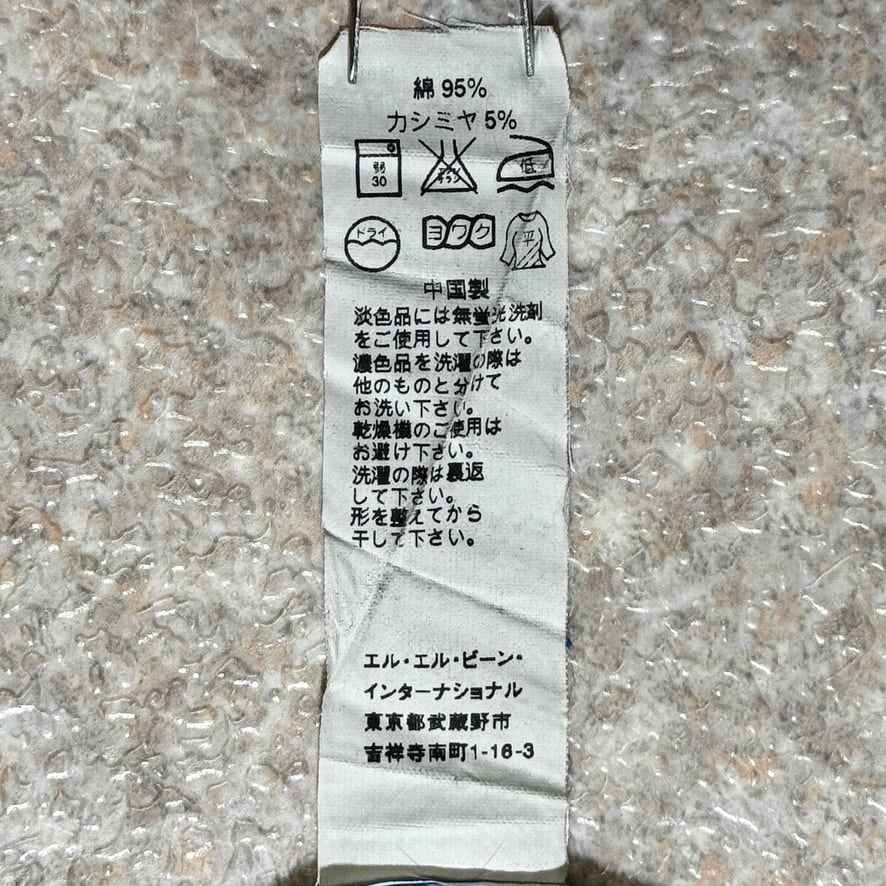 綿 95%
カシミヤ 5%
弱
30
エンソ
サラシ
低
ドライ
ヨワク
平
中国製
淡色品には無蛍光洗剤
をご使用して下さい。
濃色品を洗濯の際は
他のものと分けて
お洗い下さい。
乾燥機のご使用は
お避け下さい。
洗濯の際は裏返
して下さい。
形を整えてから
干して下さい。
エル・エル・ビーン・
インターナショナル
東京都武蔵野市
吉祥寺南町1-16-3